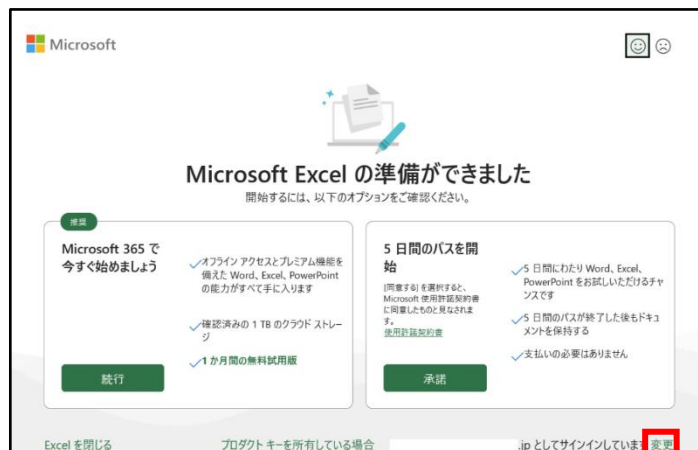 Microsoft
Microsoft Excel の準備ができました
開始するには、以下のオプションをご確認ください。
推奨
Microsoft 365 で
今すぐ始めましょう
オフライン アクセスとプレミアム機能を
備えた Word、Excel、PowerPoint
の能力がすべて手に入ります
確認済みの 1 TB のクラウド ストレー
ジ
1 か月間の無料試用版
続行
5 日間のパスを開
始
[同意する] を選択すると、
Microsoft 使用許諾契約書
に同意したものと見なされま
す。
使用許諾契約書
5 日間にわたり Word、Excel、
PowerPoint をお試しいただけるチャ
ンスです
5 日間のパスが終了した後もドキュ
メントを保持する
支払いの必要はありません
承諾
Excel を閉じる
プロダクト キーを所有している場合
.jp としてサインインしています
変更